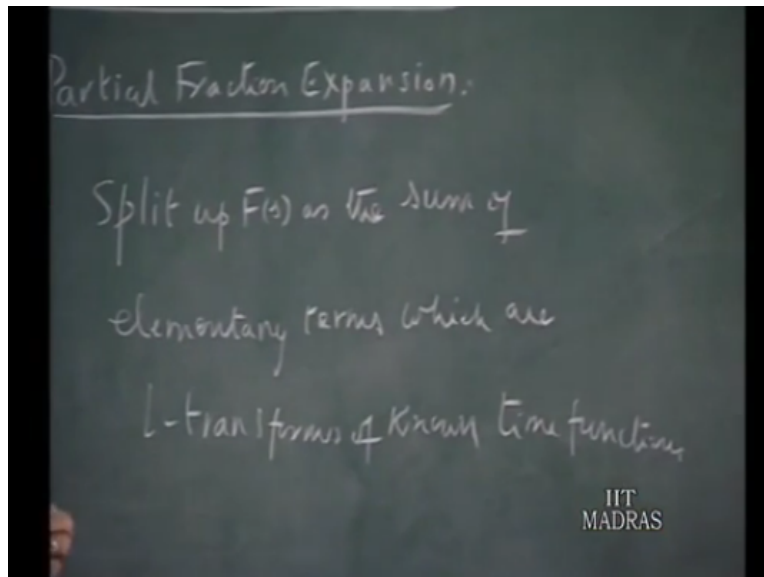 Partial Fraction Expansion.
Split up F(s) as the sum of
elementary terms which are
L-transforms of known time functions
IIT
MADRAS